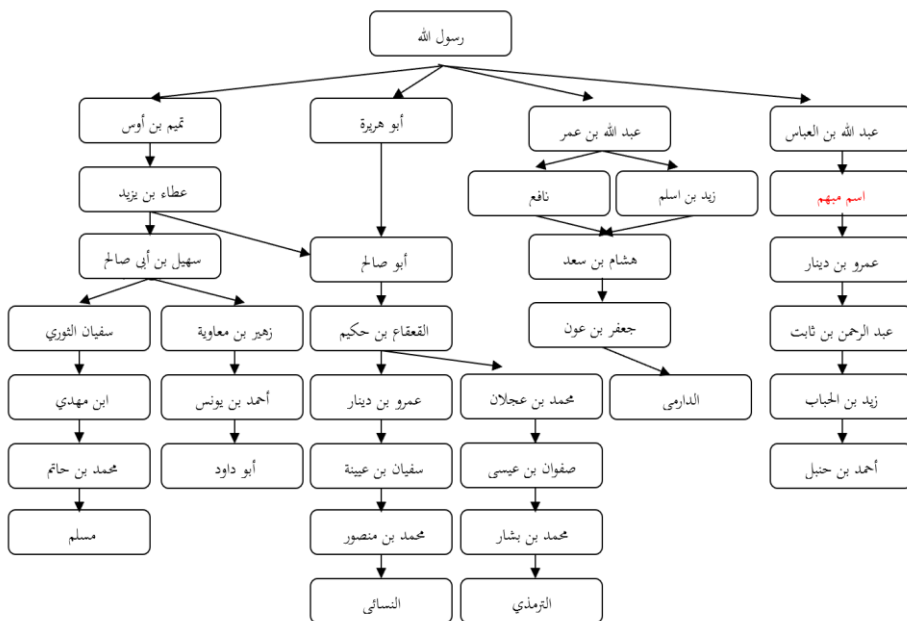 رسول الله
عبد الله بن العباس
عبد الله بن عمر
أبو هريرة
تميم بن أوس
اسم مبهم
زيد بن اسلم
نافع
عطاء بن يزيد
عمرو بن دينار
هشام بن سعد
أبو صالح
سهيل بن أبى صالح
عبد الرحمن بن ثابت
جعفر بن عون
القعقاع بن حكيم
زهير بن معاوية
سفيان الثوري
زيد بن الحباب
الدارمى
محمد بن عجلان
عمرو بن دينار
أحمد بن يونس
ابن مهدي
أحمد بن حنبل
صفوان بن عيسى
سفيان بن عيينة
أبو داود
محمد بن حاتم
محمد بن بشار
محمد بن منصور
مسلم
الترمذي
النسائى